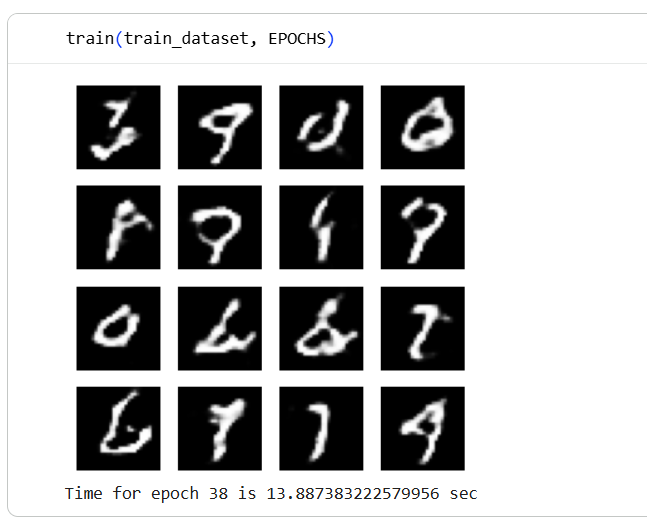 train(train_dataset, EPOCHS)
Time for epoch 38 is 13.887383222579956 sec